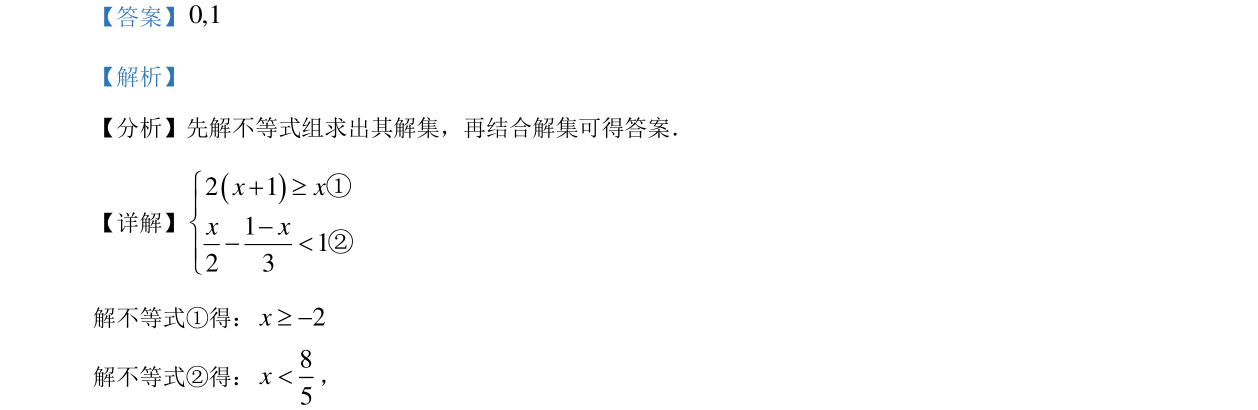 【答案】0,1
【解析】
【分析】先解不等式组求出其解集，再结合解集可得答案．
【详解】{ 2(x+1)≥x①
x/2 − (1−x)/3 <1②
解不等式①得：x≥−2
解不等式②得：x<8/5，